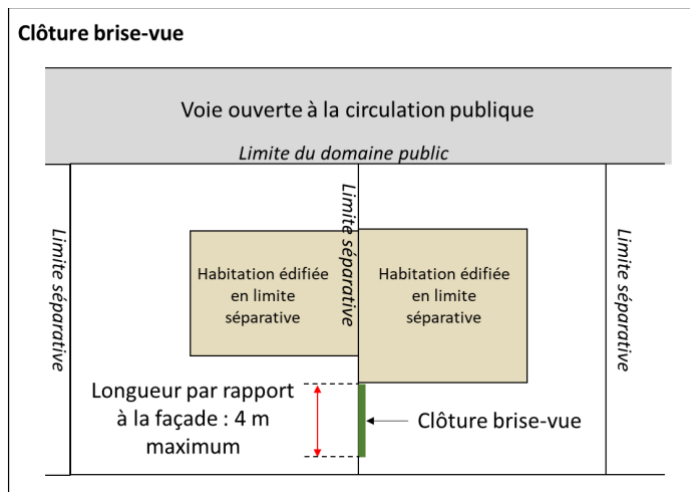 Clôture brise-vue
Voie ouverte à la circulation publique
Limite du domaine public
Limite séparative
Limite séparative
Limite séparative
Habitation édifiée
en limite
séparative
Habitation édifiée
en limite
séparative
Longueur par rapport
à la façade : 4 m
maximum
Clôture brise-vue